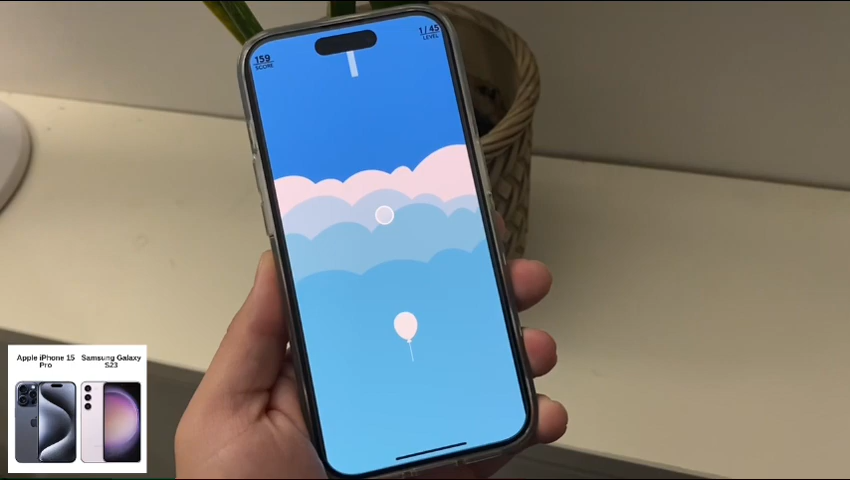 159
SCORE
1 / 45
LEVEL
Apple iPhone 15
Pro
Samsung Galaxy
S23